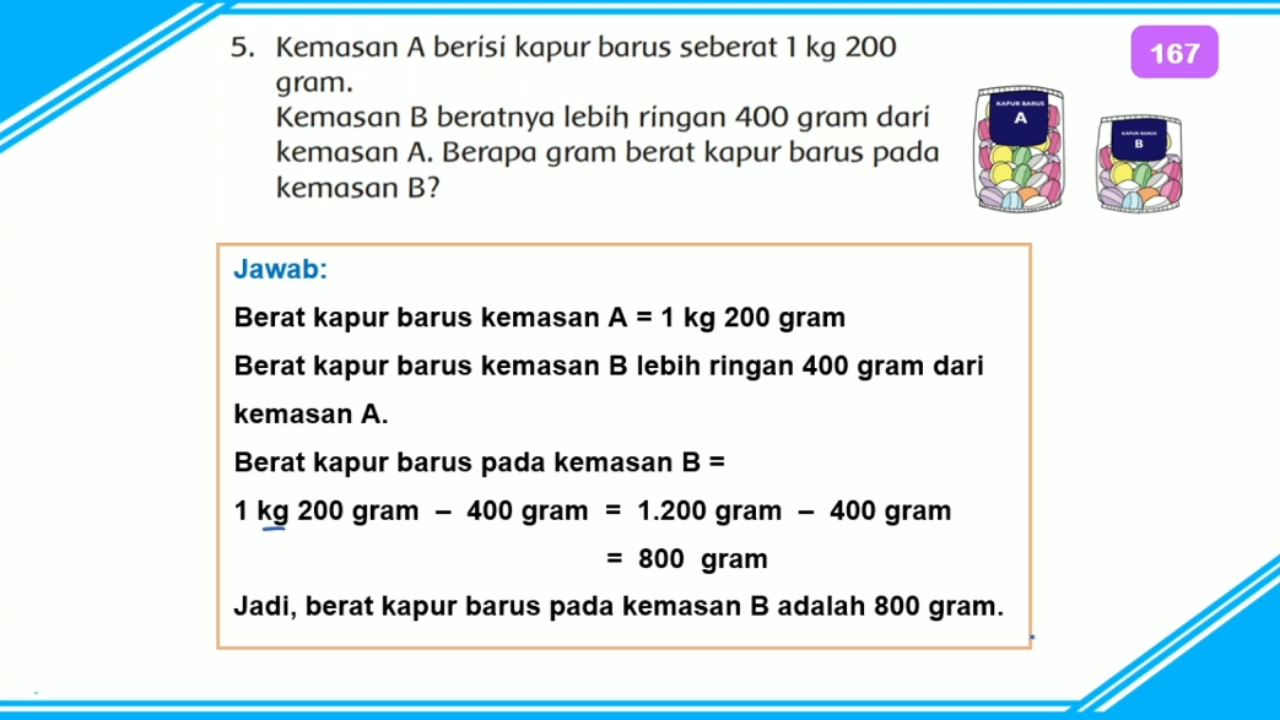 5. Kemasan A berisi kapur barus seberat 1 kg 200
gram.
Kemasan B beratnya lebih ringan 400 gram dari
kemasan A. Berapa gram berat kapur barus pada
kemasan B?
167
KAPUR BARUS
A
KAPUR BARUS
B
Jawab:
Berat kapur barus kemasan A = 1 kg 200 gram
Berat kapur barus kemasan B lebih ringan 400 gram dari
kemasan A.
Berat kapur barus pada kemasan B =
1 kg 200 gram – 400 gram = 1.200 gram – 400 gram
= 800 gram
Jadi, berat kapur barus pada kemasan B adalah 800 gram.